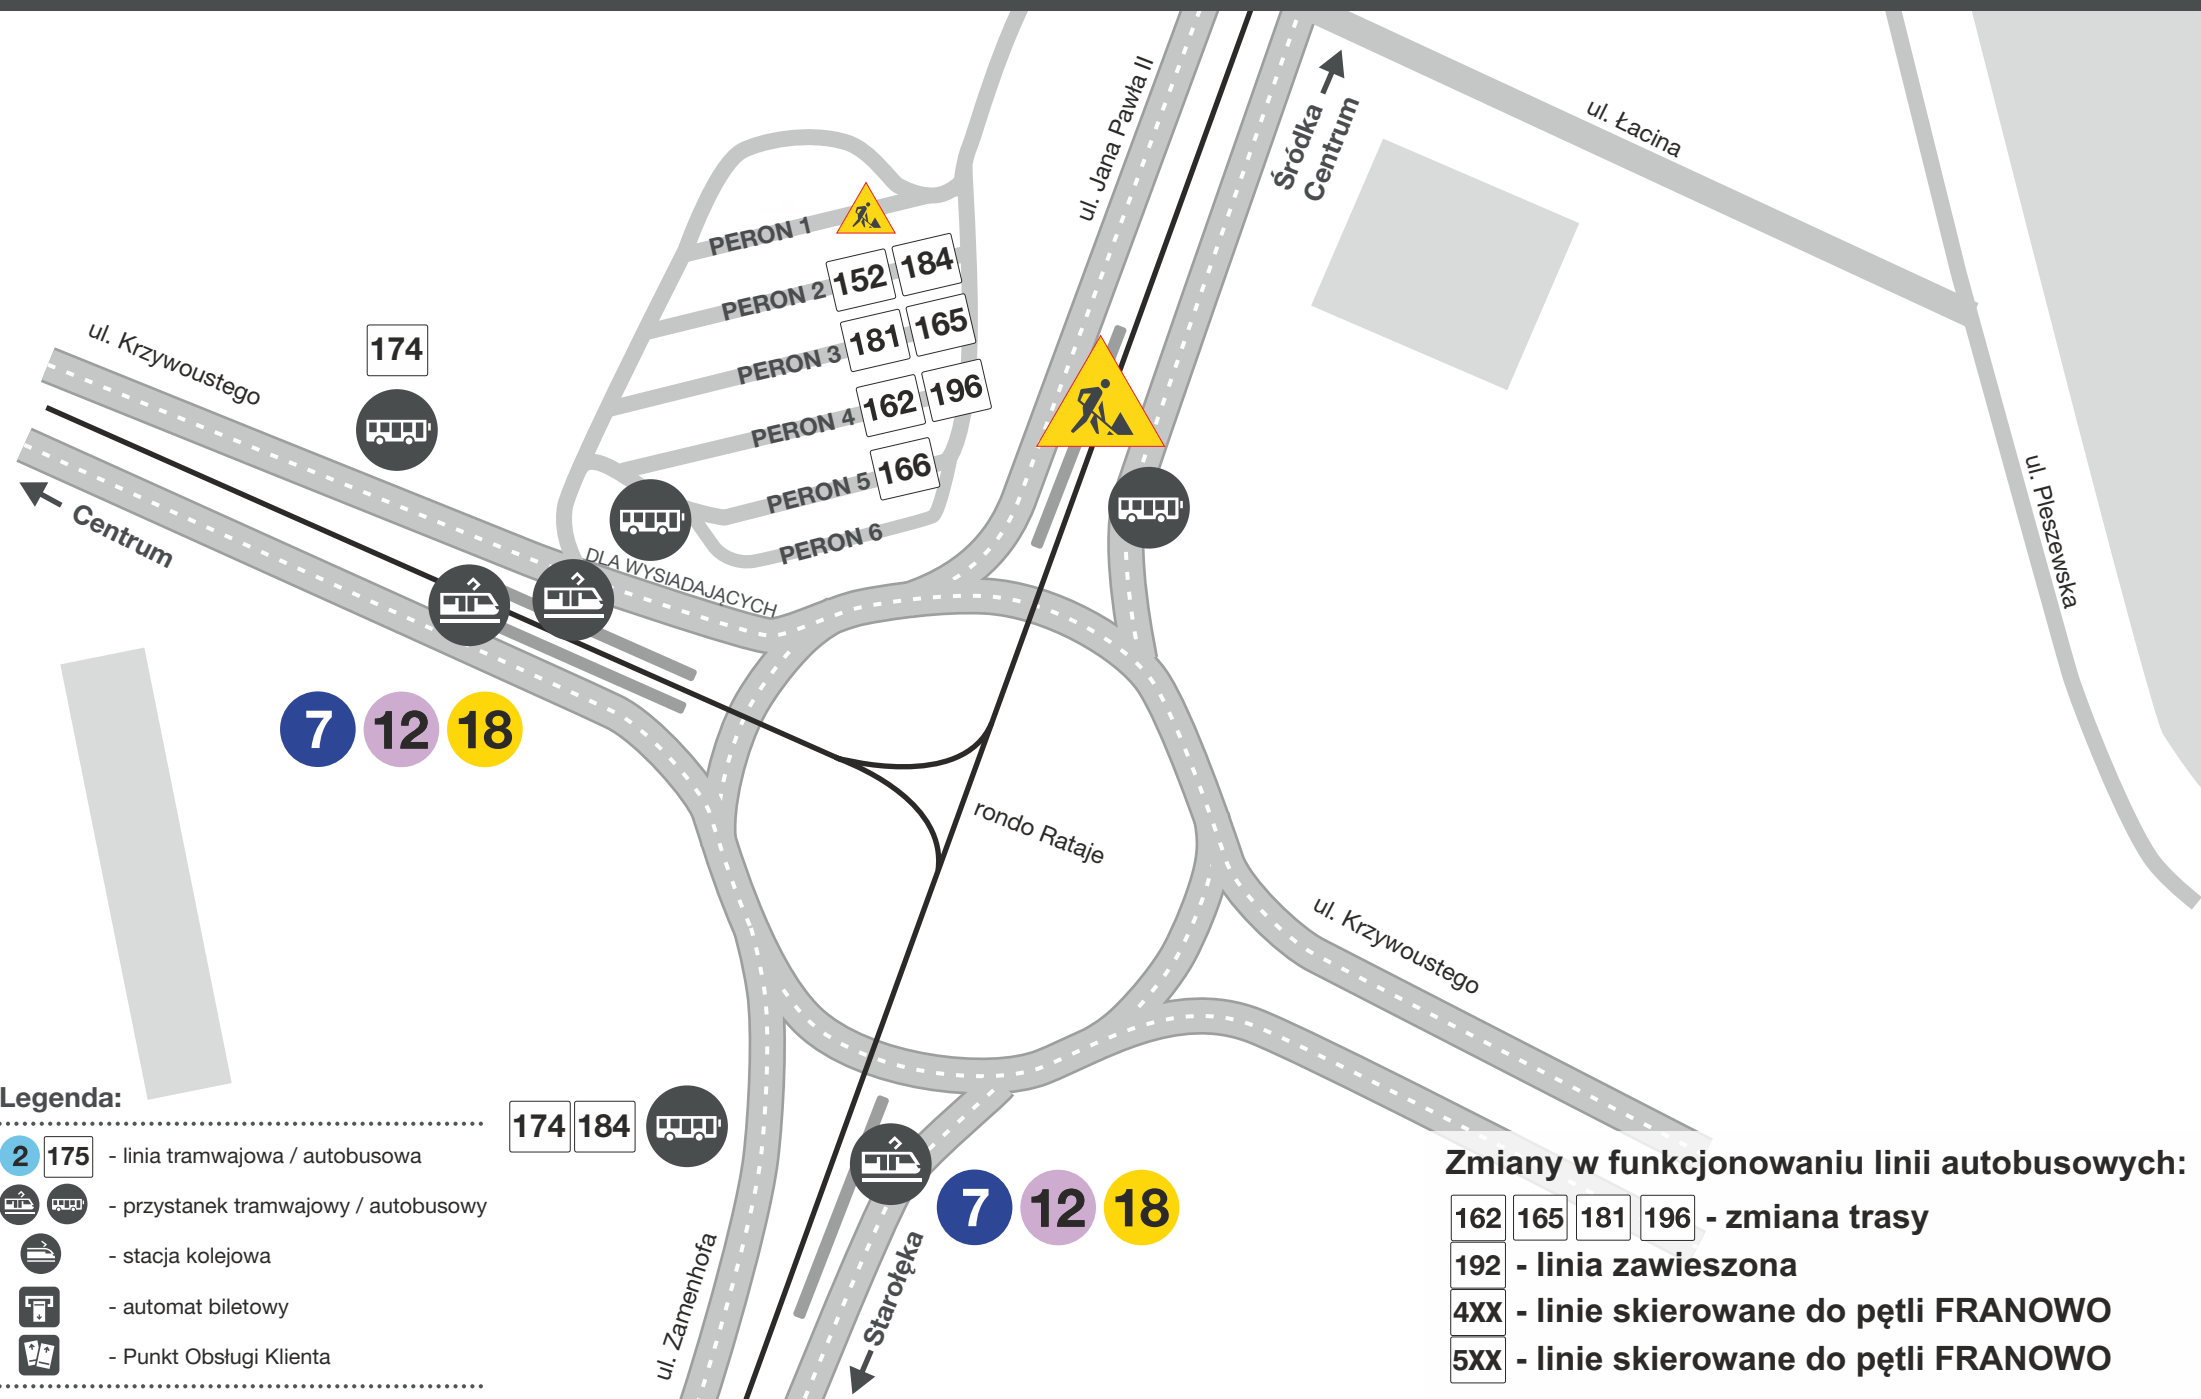 ul. Jana Pawła II
Śródka
Centrum
ul. Łacina
PERON 1
PERON 2 152 184
PERON 3 181 165
PERON 4 162 196
PERON 5 166
PERON 6
DLA WYSIADAJĄCYCH
ul. Krzywoustego
174
Centrum
ul. Pleszewska
7 12 18
rondo Rataje
ul. Krzywoustego
174 184
7 12 18
ul. Zamenhofa
Starołęka
Legenda:
2 175 - linia tramwajowa / autobusowa
- przystanek tramwajowy / autobusowy
- stacja kolejowa
- automat biletowy
- Punkt Obsługi Klienta
Zmiany w funkcjonowaniu linii autobusowych:
162 165 181 196 - zmiana trasy
192 - linia zawieszona
4XX - linie skierowane do pętli FRANOWO
5XX - linie skierowane do pętli FRANOWO